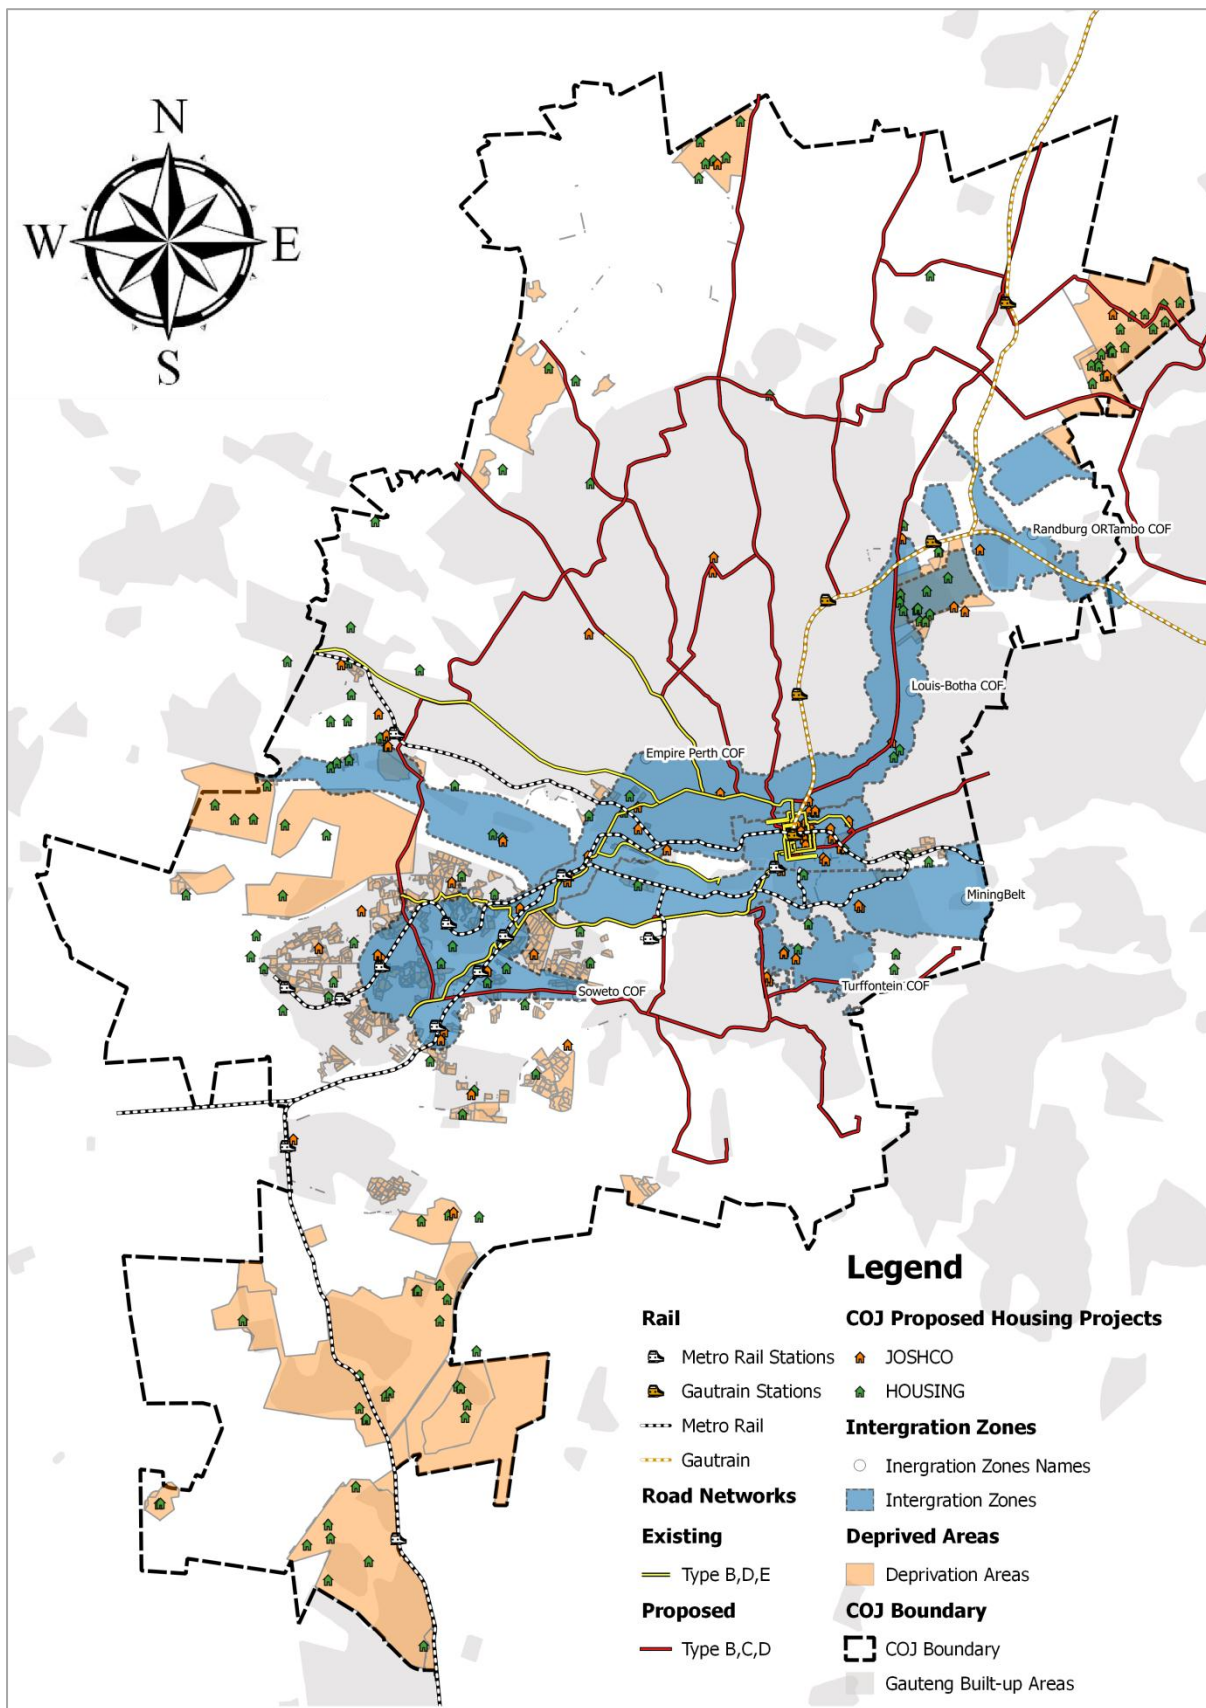 N
W
E
S
Randburg ORTambo COF
Louis-Botha COF
Empire Perth COF
MiningBelt
Turffontein COF
Soweto COF
Legend
Rail
Metro Rail Stations
Gautrain Stations
Metro Rail
Gautrain
Road Networks
Existing
Type B,D,E
Proposed
Type B,C,D
COJ Proposed Housing Projects
JOSHCO
HOUSING
Intergration Zones
Inergration Zones Names
Intergration Zones
Deprived Areas
Deprivation Areas
COJ Boundary
COJ Boundary
Gauteng Built-up Areas